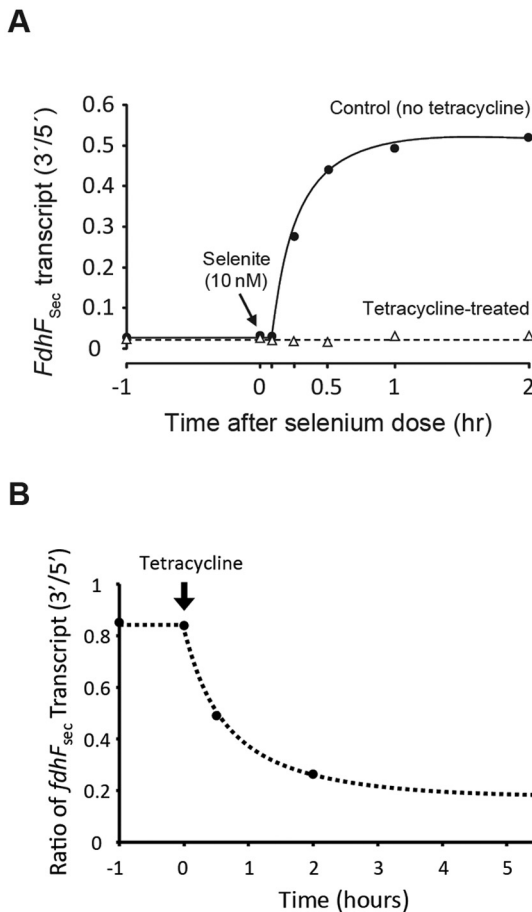 A
FdhFSec transcript (3´/5´)
0.6
0.5
0.4
0.3
0.2
0.1
0
Control (no tetracycline)
Selenite
(10 nM)
Tetracycline-treated
-1
0
0.5
1
2
Time after selenium dose (hr)
B
Ratio of fdhFsec Transcript (3’/5’)
Tetracycline
1
0.8
0.6
0.4
0.2
0
-1
0
1
2
3
4
5
Time (hours)